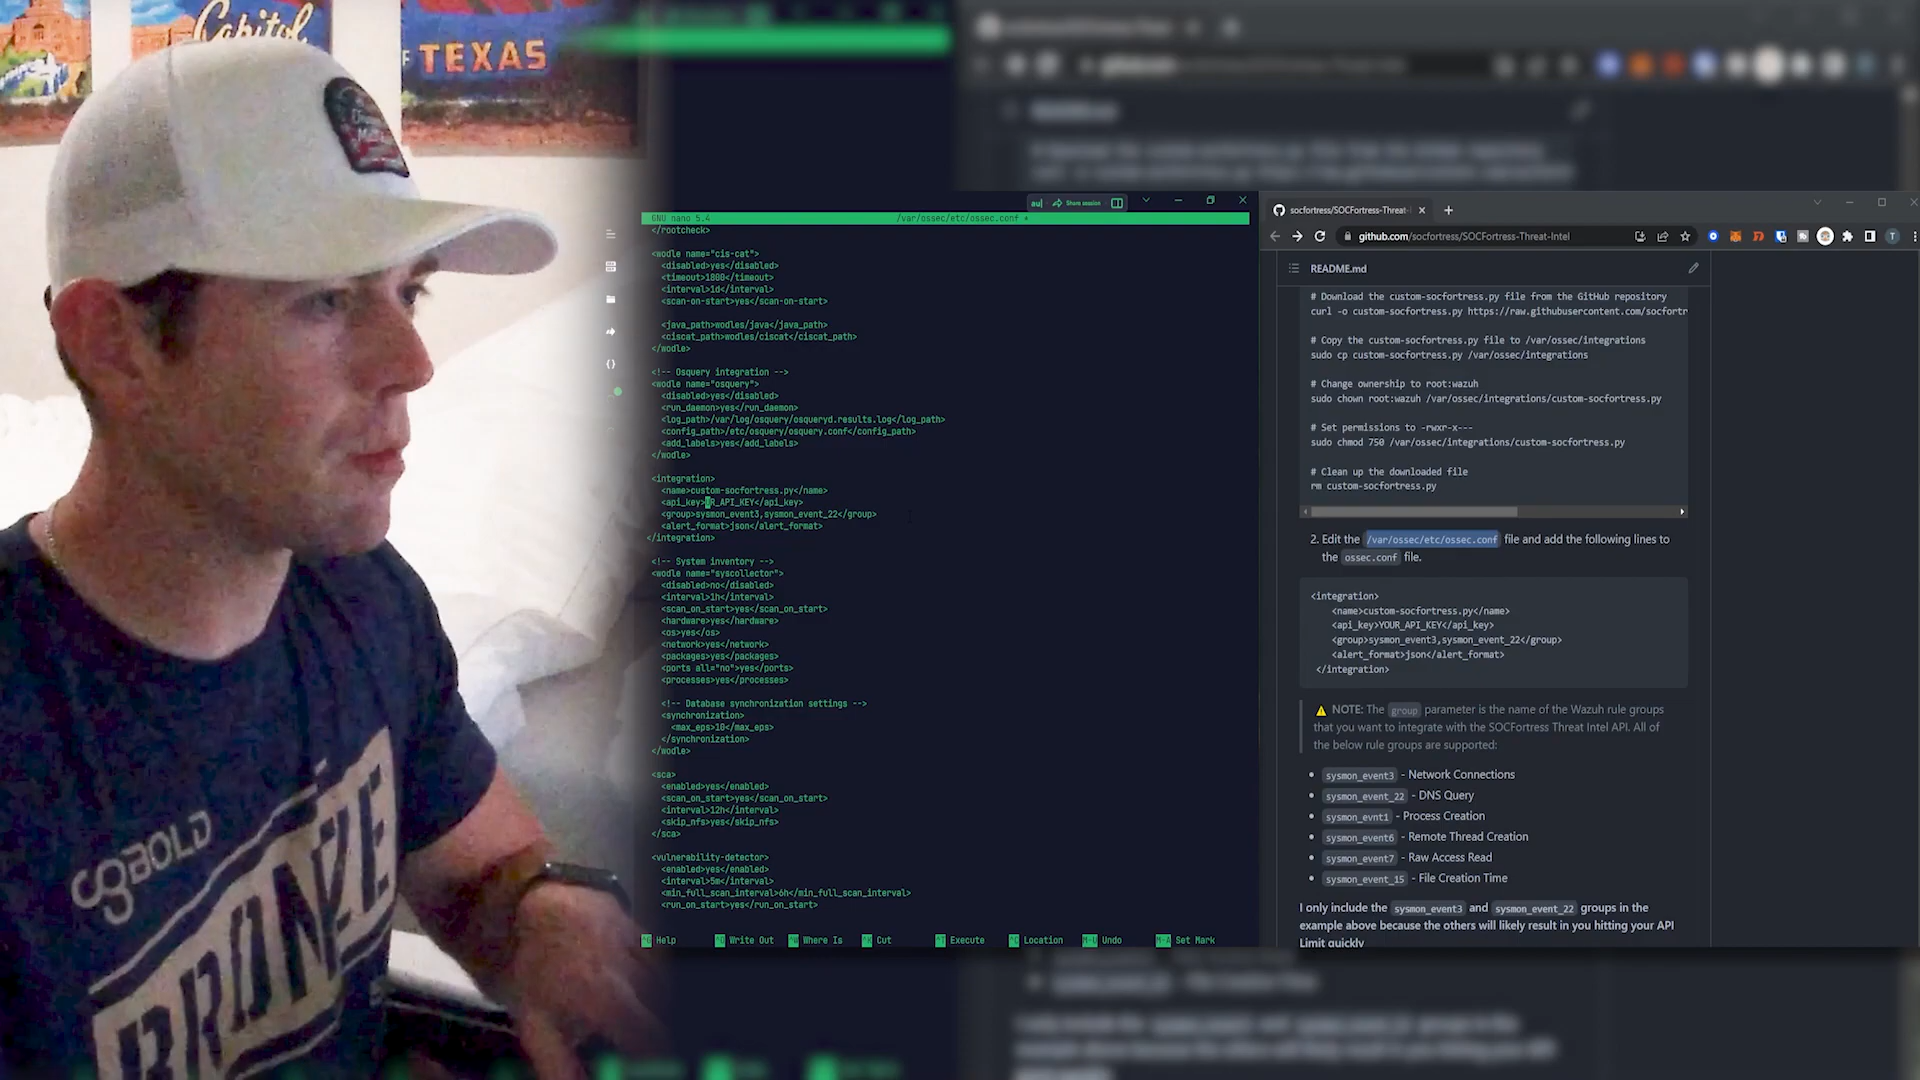 Capitol
OF TEXAS
COBOLD
BRONZE
Share session
GNU nano 5.4 /var/ossec/etc/ossec.conf *
</rootcheck>
<wodle name="cis-cat">
<disabled>yes</disabled>
<timeout>1800</timeout>
<interval>1d</interval>
<scan-on-start>yes</scan-on-start>
<java_path>wodles/java</java_path>
<ciscat_path>wodles/ciscat</ciscat_path>
</wodle>
<!-- Osquery integration -->
<wodle name="osquery">
<disabled>yes</disabled>
<run_daemon>yes</run_daemon>
<log_path>/var/log/osquery/osqueryd.results.log</log_path>
<config_path>/etc/osquery/osquery.conf</config_path>
<add_labels>yes</add_labels>
</wodle>
<integration>
<name>custom-socfortress.py</name>
<api_key>UR_API_KEY</api_key>
<group>sysmon_event3,sysmon_event_22</group>
<alert_format>json</alert_format>
</integration>
<!-- System inventory -->
<wodle name="syscollector">
<disabled>no</disabled>
<interval>1h</interval>
<scan_on_start>yes</scan_on_start>
<hardware>yes</hardware>
<os>yes</os>
<network>yes</network>
<packages>yes</packages>
<ports all="no">yes</ports>
<processes>yes</processes>
<!-- Database synchronization settings -->
<synchronization>
<max_eps>10</max_eps>
</synchronization>
</wodle>
<sca>
<enabled>yes</enabled>
<scan_on_start>yes</scan_on_start>
<interval>12h</interval>
<skip_nfs>yes</skip_nfs>
</sca>
<vulnerability-detector>
<enabled>yes</enabled>
<interval>5m</interval>
<min_full_scan_interval>6h</min_full_scan_interval>
<run_on_start>yes</run_on_start>
^G Help ^O Write Out ^W Where Is ^K Cut ^T Execute ^C Location M-U Undo M-A Set Mark
socfortress/SOCFortress-Threat-
github.com/socfortress/SOCFortress-Threat-Intel
README.md
# Download the custom-socfortress.py file from the GitHub repository
curl -o custom-socfortress.py https://raw.githubusercontent.com/socfortr
# Copy the custom-socfortress.py file to /var/ossec/integrations
sudo cp custom-socfortress.py /var/ossec/integrations
# Change ownership to root:wazuh
sudo chown root:wazuh /var/ossec/integrations/custom-socfortress.py
# Set permissions to -rwxr-x---
sudo chmod 750 /var/ossec/integrations/custom-socfortress.py
# Clean up the downloaded file
rm custom-socfortress.py
2. Edit the /var/ossec/etc/ossec.conf file and add the following lines to
the ossec.conf file.
<integration>
<name>custom-socfortress.py</name>
<api_key>YOUR_API_KEY</api_key>
<group>sysmon_event3,sysmon_event_22</group>
<alert_format>json</alert_format>
</integration>
NOTE: The group parameter is the name of the Wazuh rule groups
that you want to integrate with the SOCFortress Threat Intel API. All of
the below rule groups are supported:
sysmon_event3 - Network Connections
sysmon_event_22 - DNS Query
sysmon_evnt1 - Process Creation
sysmon_event6 - Remote Thread Creation
sysmon_event7 - Raw Access Read
sysmon_event_15 - File Creation Time
I only include the sysmon_event3 and sysmon_event_22 groups in the
example above because the others will likely result in you hitting your API
Limit quickly